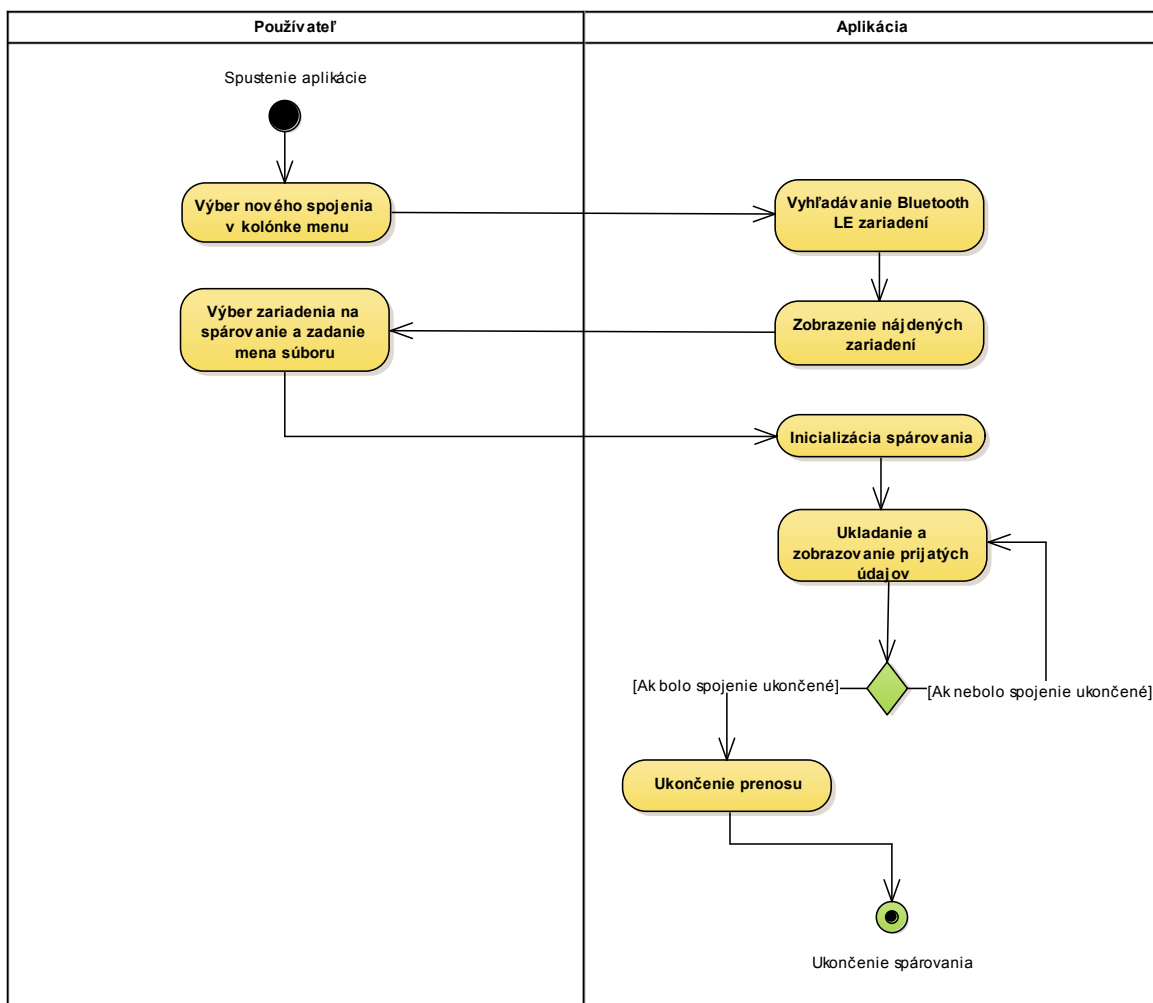 Používateľ
Aplikácia
Spustenie aplikácie
Výber nového spojenia
v kolónke menu
Vyhľadávanie Bluetooth
LE zariadení
Výber zariadenia na
spárovanie a zadanie
mena súboru
Zobrazenie nájdených
zariadení
Inicializácia spárovania
Ukladanie a
zobrazovanie prijatých
údajov
[Ak bolo spojenie ukončené]
[Ak nebolo spojenie ukončené]
Ukončenie prenosu
Ukončenie spárovania